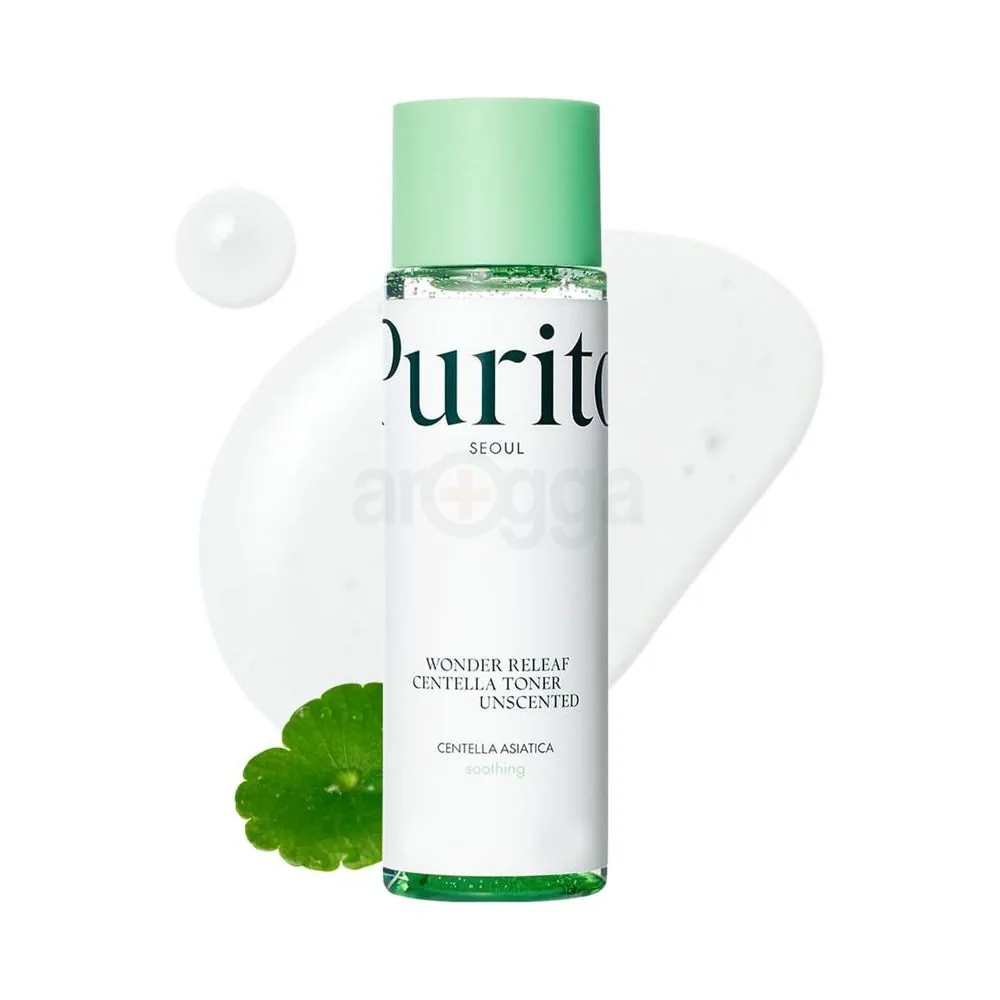 Purito
SEOUL
arogga
WONDER RELEAF
CENTELLA TONER
UNSCENTED
CENTELLA ASIATICA
soothing